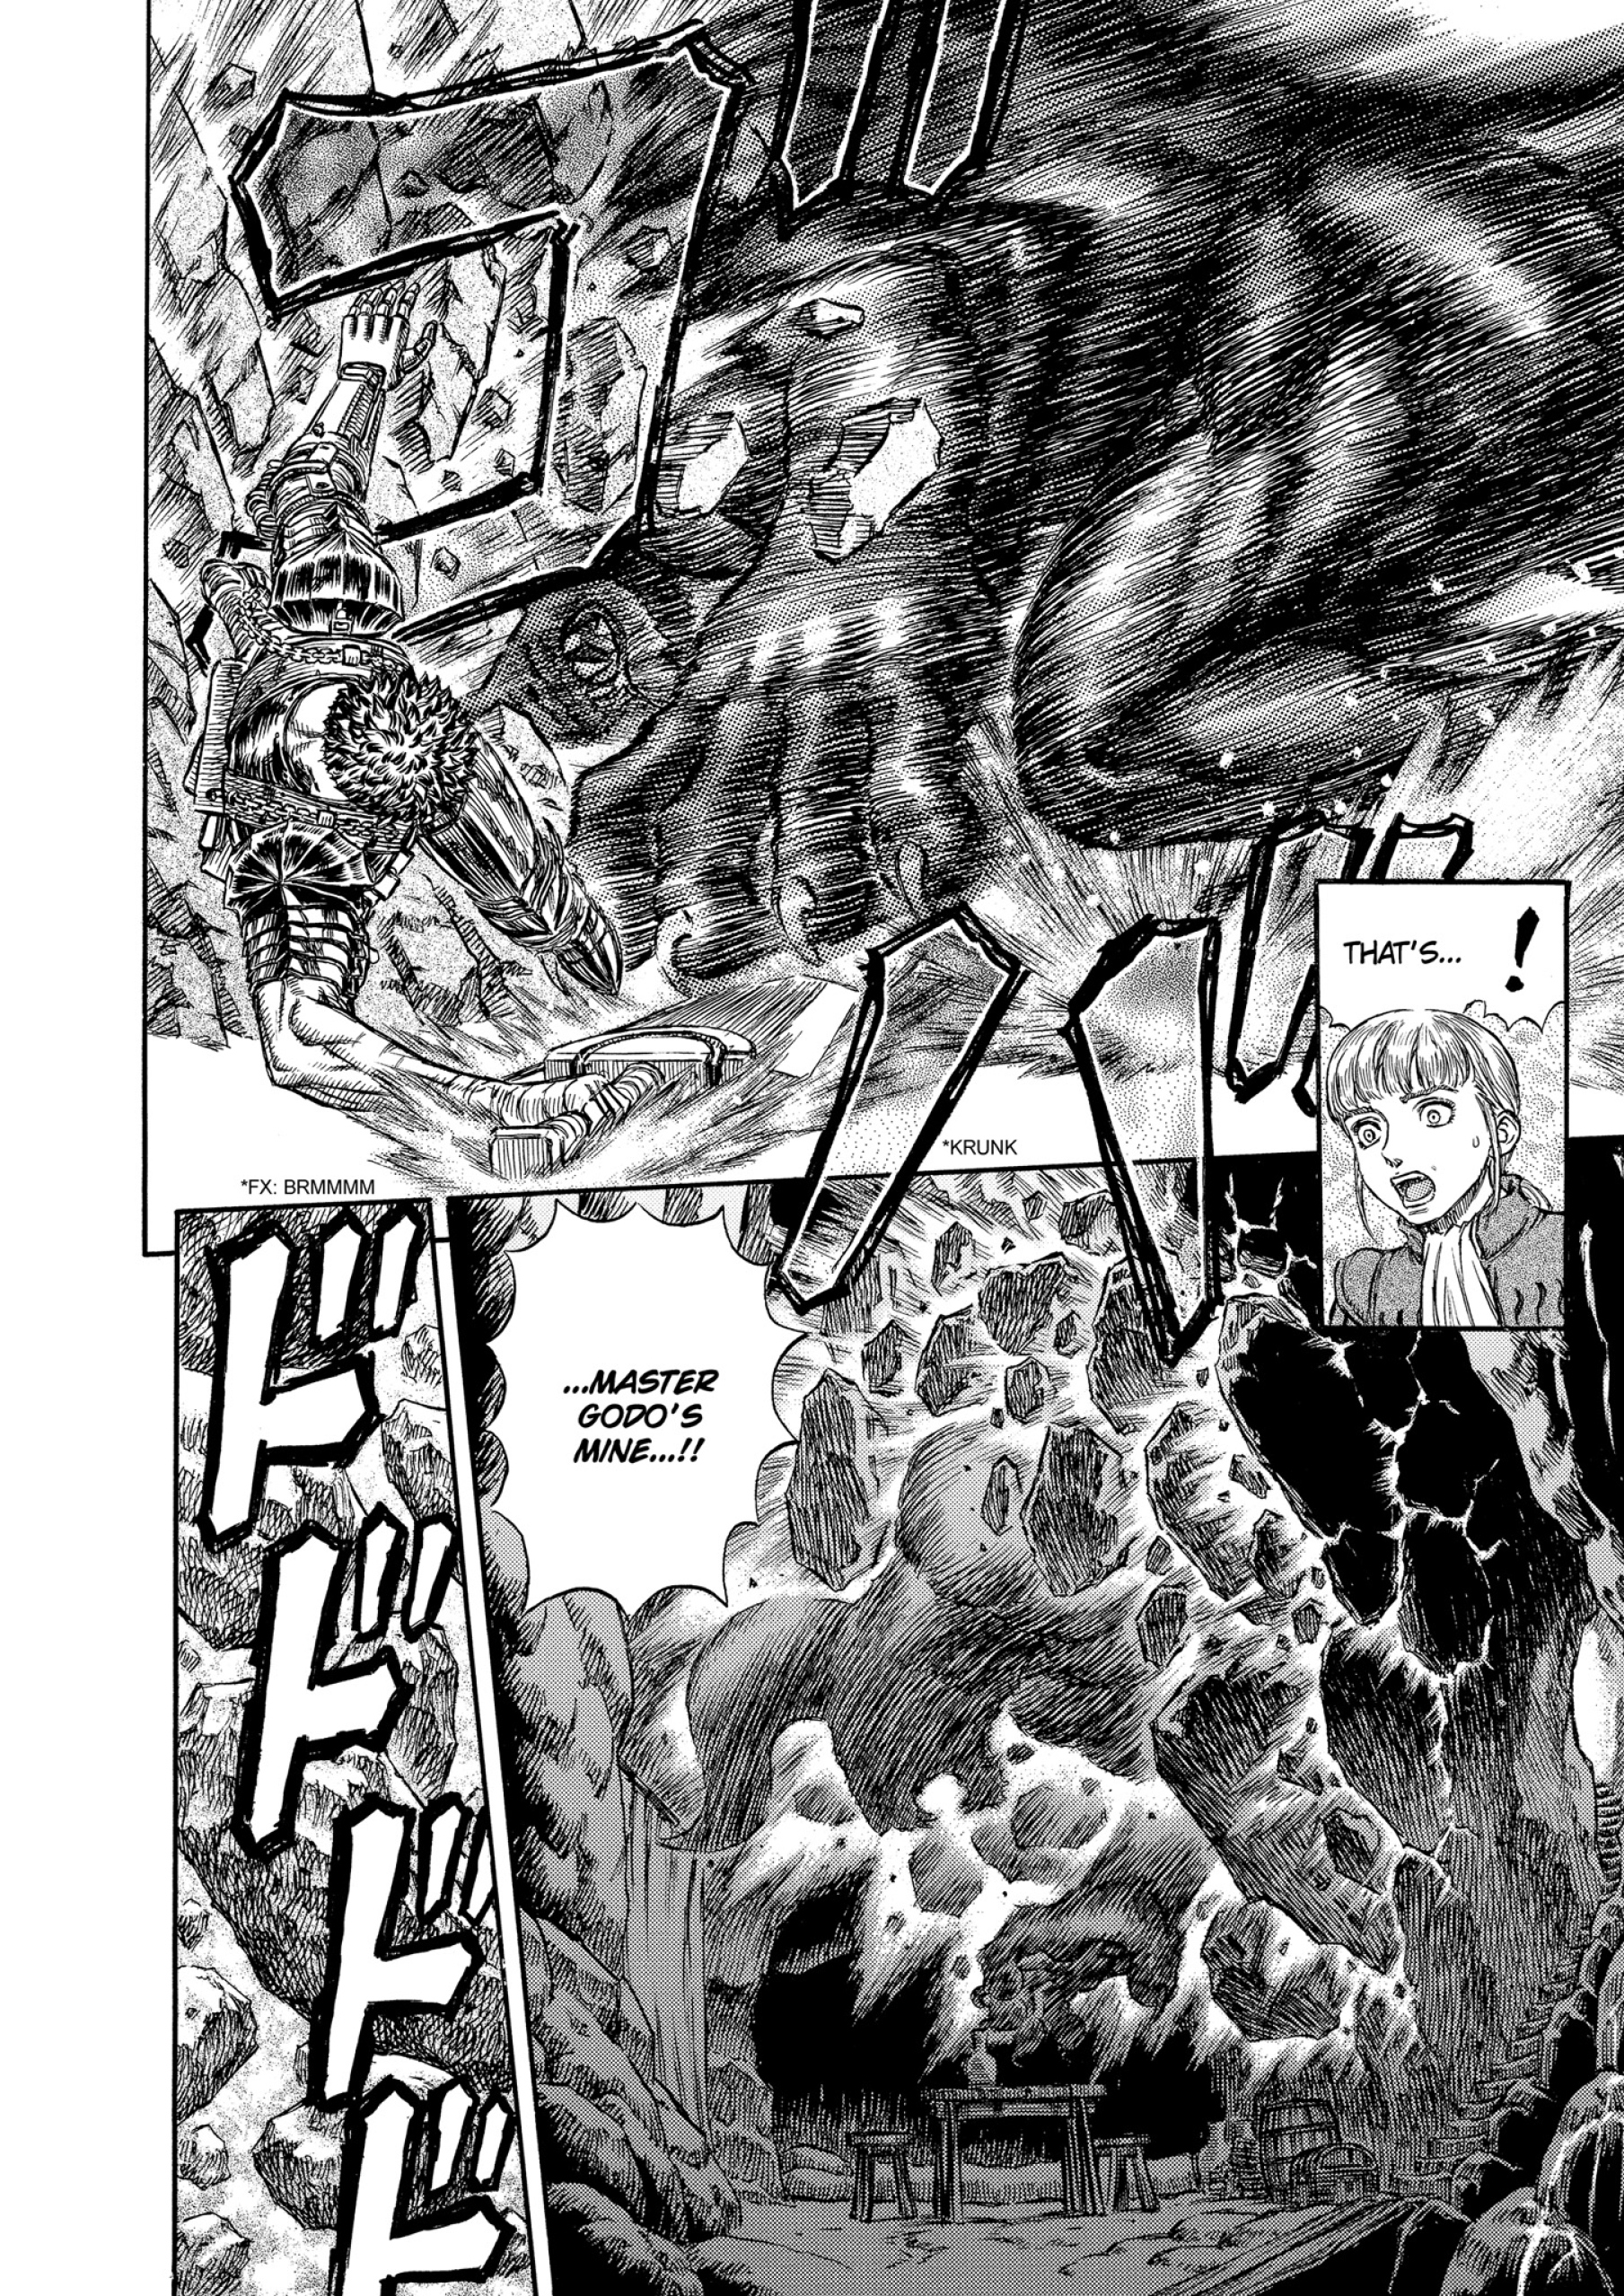 !
THAT'S...
*KRUNK
*FX: BRMMMM
...MASTER
GODO'S
MINE...!!
ド
ド
ド
ド